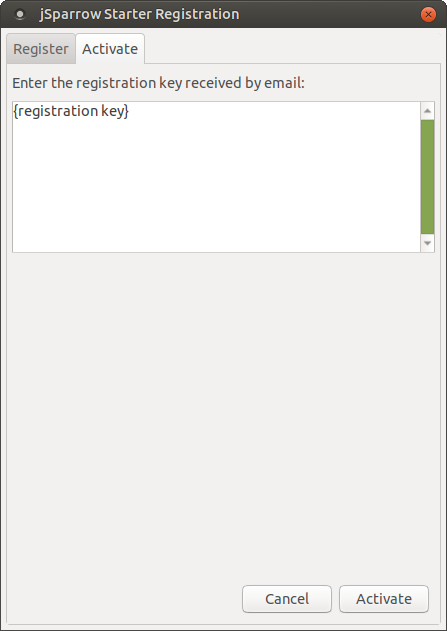 jSparrow Starter Registration
Register Activate
Enter the registration key received by email:
{registration key}
Cancel Activate